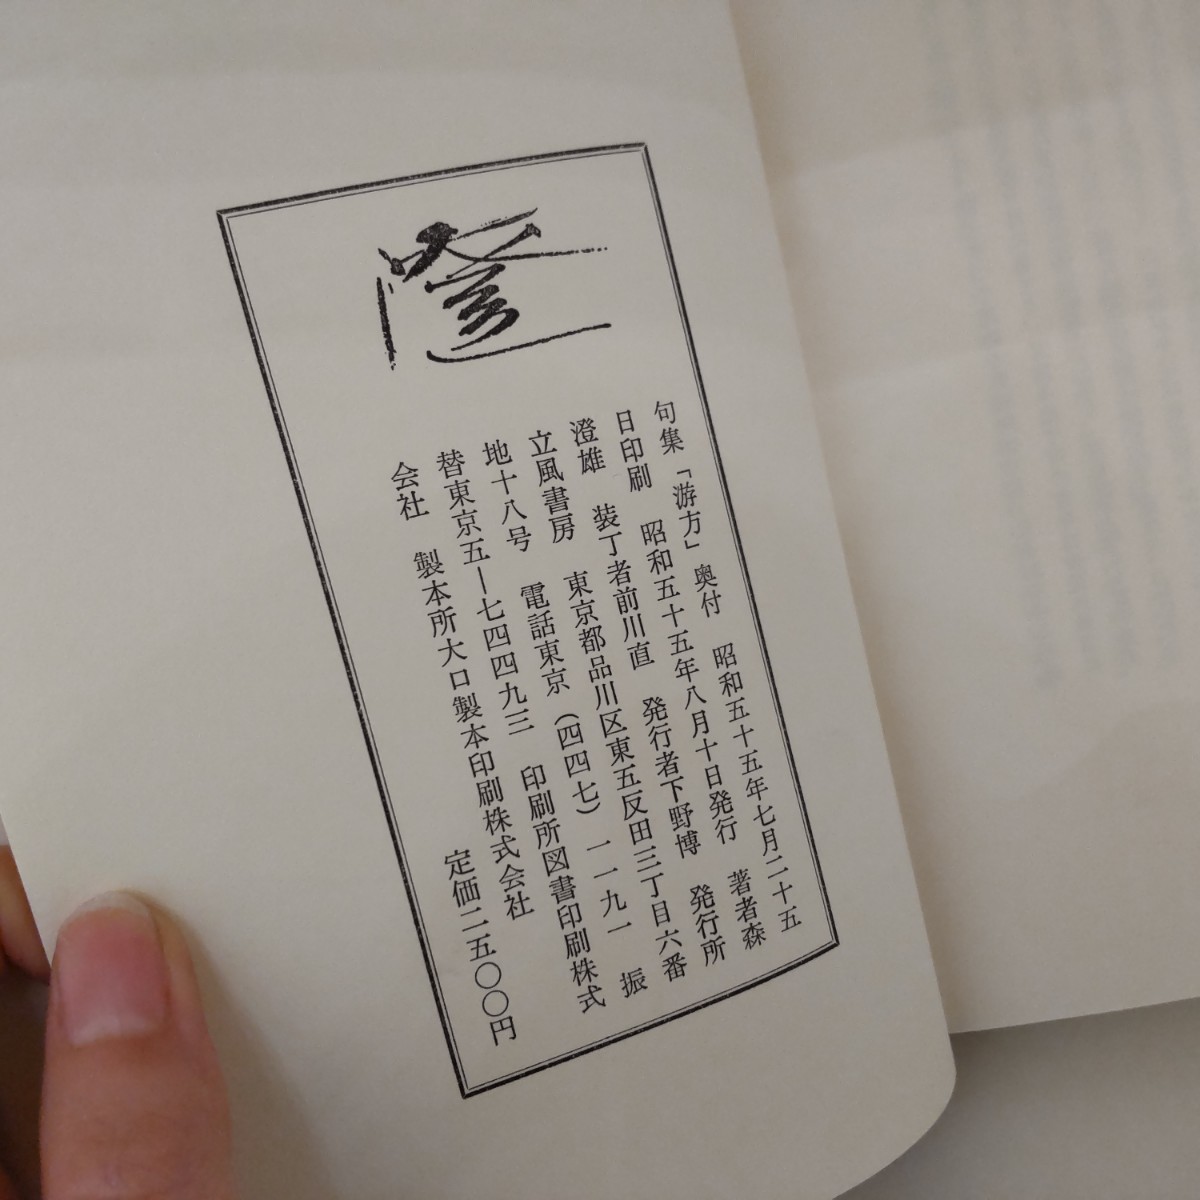 句集「游方」奥付 昭和五十五年七月二十五
日印刷 昭和五十五年八月十日発行 著者森
澄雄 装丁者前川直 発行者下野博 発行所
立風書房 東京都品川区東五反田三丁目六番
地十八号 電話東京(四四七)一一九一 振
替東京五―七四四九三 印刷所図書印刷株式
会社 製本所大口製本印刷株式会社
定価二五〇〇円